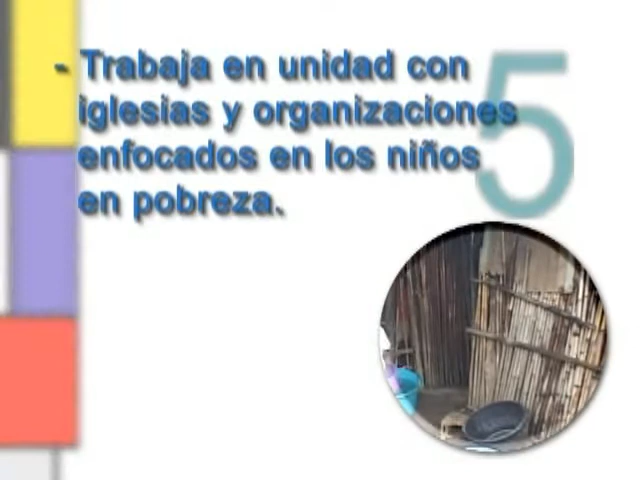 - Trabaja en unidad con
iglesias y organizaciones
enfocados en los niños
en pobreza.
5